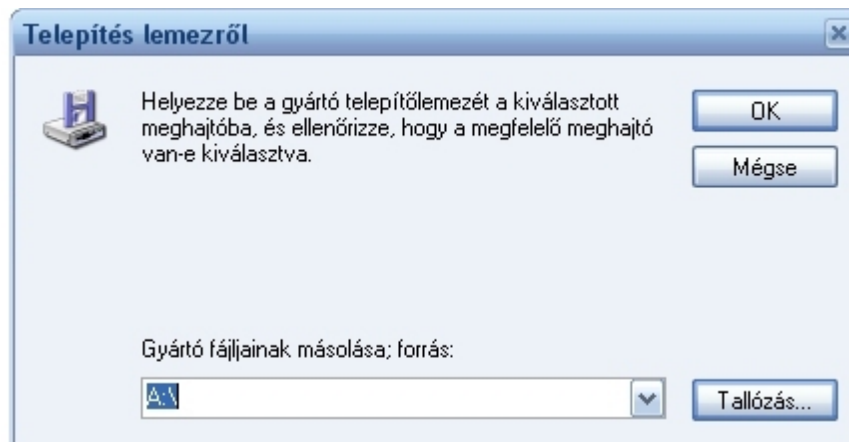 Telepítés lemezről
Helyezze be a gyártó telepítőlemezét a kiválasztott
meghajtóba, és ellenőrizze, hogy a megfelelő meghajtó
van-e kiválasztva.
OK
Mégse
Gyártó fájljainak másolása; forrás:
A:\
Tallózás...